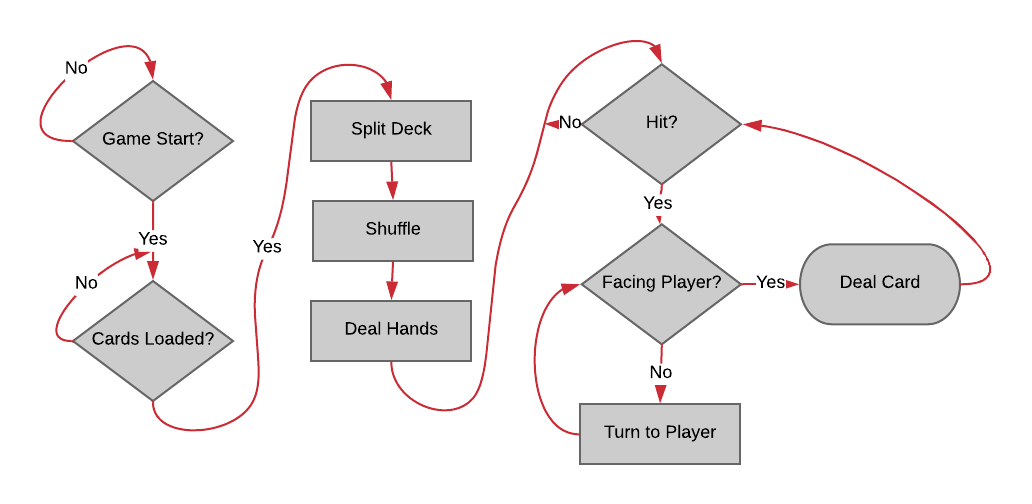 No
Game Start?
Yes
No
Cards Loaded?
Yes
Split Deck
Shuffle
Deal Hands
No
Hit?
Yes
Facing Player?
Yes
Deal Card
No
Turn to Player